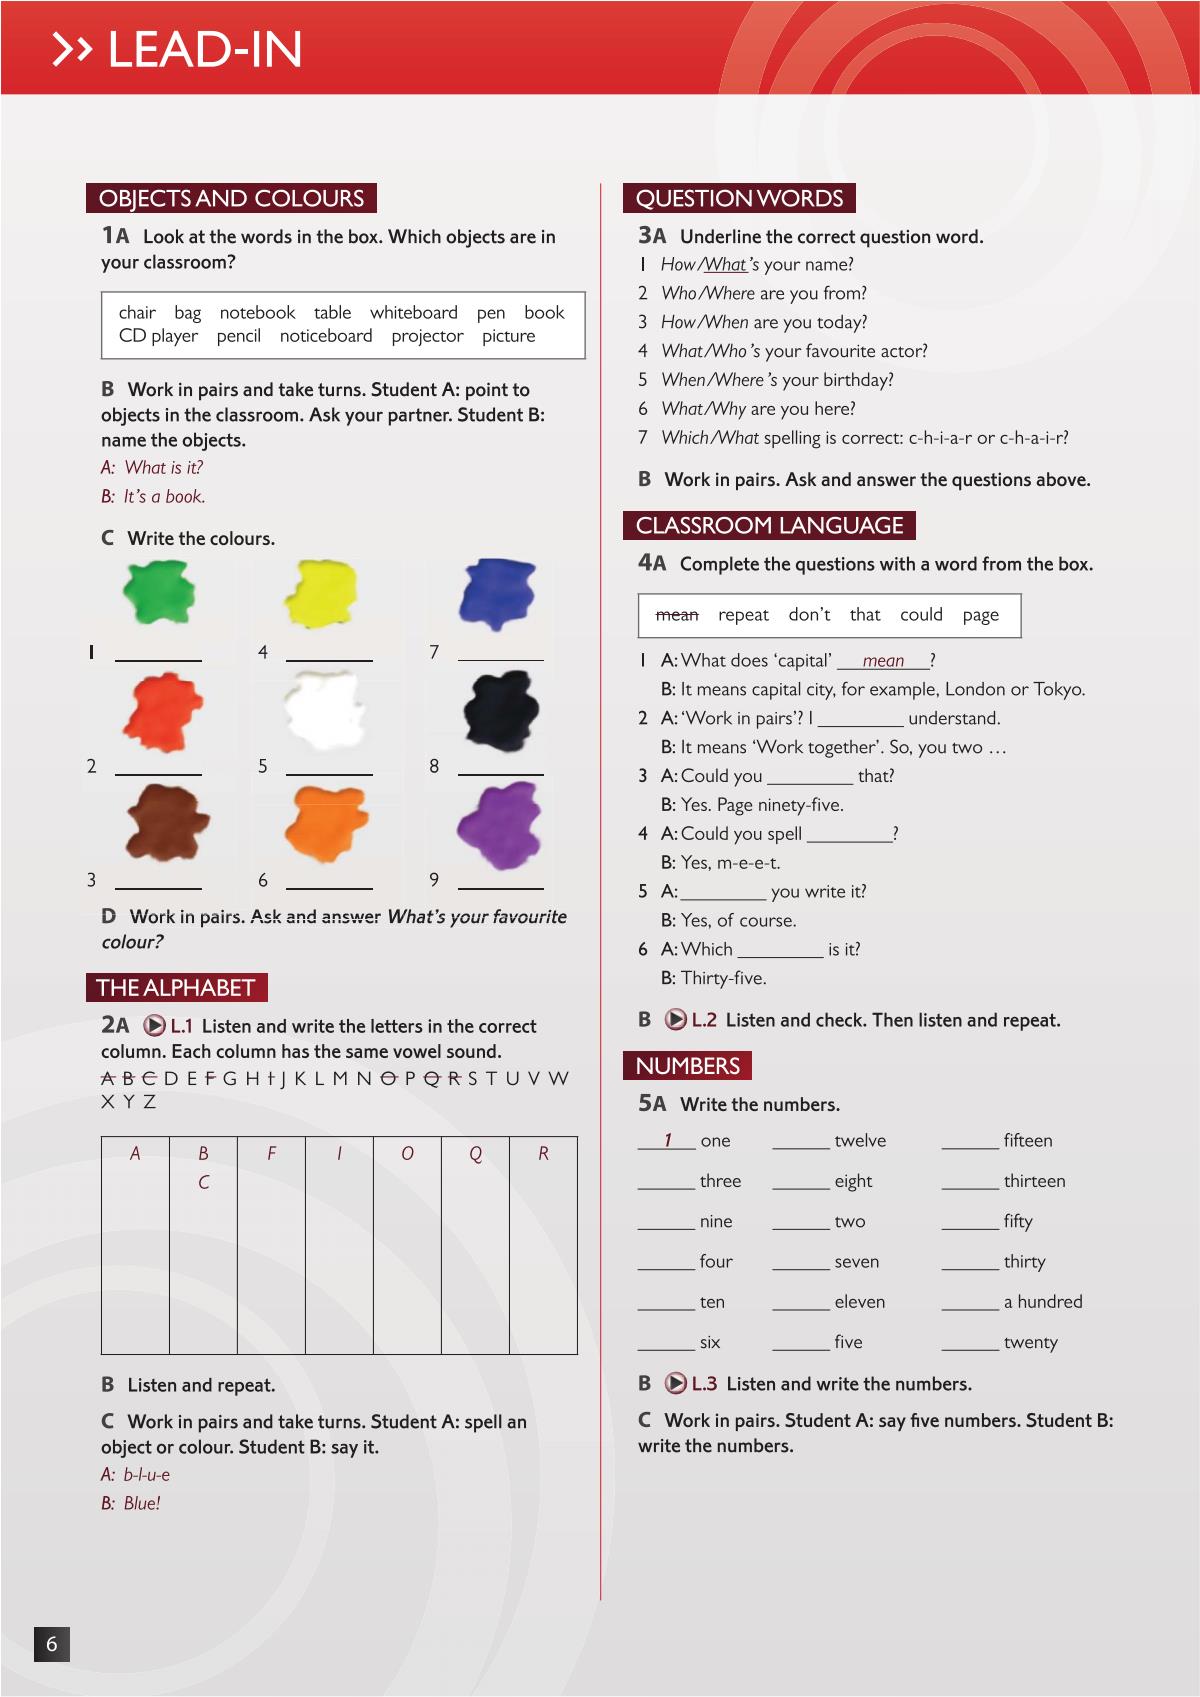 >> LEAD-IN
OBJECTS AND COLOURS
1A Look at the words in the box. Which objects are in
your classroom?
chair bag notebook table whiteboard pen book
CD player pencil noticeboard projector picture
B Work in pairs and take turns. Student A: point to
objects in the classroom. Ask your partner. Student B:
name the objects.
A: What is it?
B: It's a book.
C Write the colours.
1 ________ 4 ________ 7 ________
2 ________ 5 ________ 8 ________
3 ________ 6 ________ 9 ________
D Work in pairs. Ask and answer What's your favourite
colour?
THE ALPHABET
2A L.1 Listen and write the letters in the correct
column. Each column has the same vowel sound.
A B C D E F G H I J K L M N O P Q R S T U V W
X Y Z
A B F I O Q R
C
B Listen and repeat.
C Work in pairs and take turns. Student A: spell an
object or colour. Student B: say it.
A: b-l-u-e
B: Blue!
QUESTION WORDS
3A Underline the correct question word.
1 How/What's your name?
2 Who/Where are you from?
3 How/When are you today?
4 What/Who's your favourite actor?
5 When/Where's your birthday?
6 What/Why are you here?
7 Which/What spelling is correct: c-h-i-a-r or c-h-a-i-r?
B Work in pairs. Ask and answer the questions above.
CLASSROOM LANGUAGE
4A Complete the questions with a word from the box.
mean repeat don't that could page
1 A: What does 'capital' mean?
B: It means capital city, for example, London or Tokyo.
2 A: 'Work in pairs'? I ________ understand.
B: It means 'Work together'. So, you two …
3 A: Could you ________ that?
B: Yes. Page ninety-five.
4 A: Could you spell ________?
B: Yes, m-e-e-t.
5 A: ________ you write it?
B: Yes, of course.
6 A: Which ________ is it?
B: Thirty-five.
B L.2 Listen and check. Then listen and repeat.
NUMBERS
5A Write the numbers.
1 one ______ twelve ______ fifteen
______ three ______ eight ______ thirteen
______ nine ______ two ______ fifty
______ four ______ seven ______ thirty
______ ten ______ eleven ______ a hundred
______ six ______ five ______ twenty
B L.3 Listen and write the numbers.
C Work in pairs. Student A: say five numbers. Student B:
write the numbers.
6